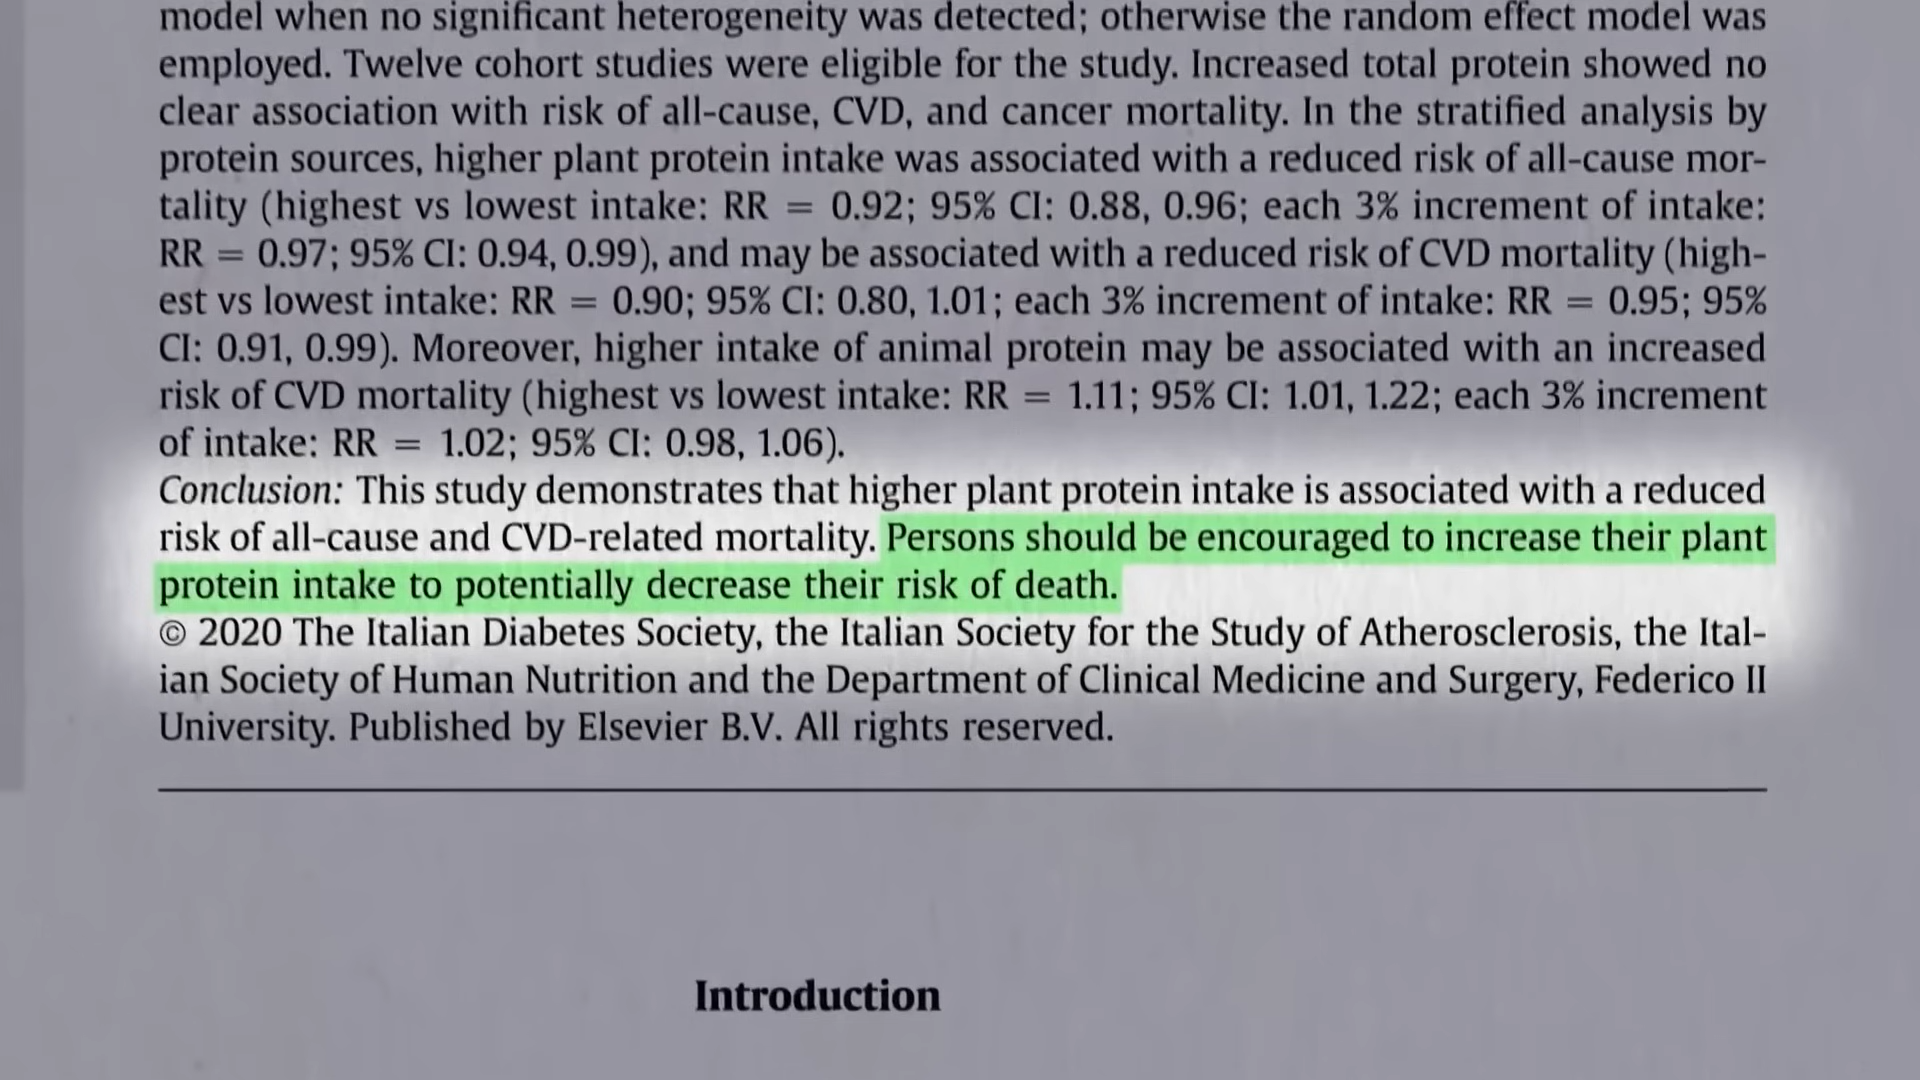 model when no significant heterogeneity was detected; otherwise the random effect model was
employed. Twelve cohort studies were eligible for the study. Increased total protein showed no
clear association with risk of all-cause, CVD, and cancer mortality. In the stratified analysis by
protein sources, higher plant protein intake was associated with a reduced risk of all-cause mor-
tality (highest vs lowest intake: RR = 0.92; 95% CI: 0.88, 0.96; each 3% increment of intake:
RR = 0.97; 95% CI: 0.94, 0.99), and may be associated with a reduced risk of CVD mortality (high-
est vs lowest intake: RR = 0.90; 95% CI: 0.80, 1.01; each 3% increment of intake: RR = 0.95; 95%
CI: 0.91, 0.99). Moreover, higher intake of animal protein may be associated with an increased
risk of CVD mortality (highest vs lowest intake: RR = 1.11; 95% CI: 1.01, 1.22; each 3% increment
of intake: RR = 1.02; 95% CI: 0.98, 1.06).
Conclusion: This study demonstrates that higher plant protein intake is associated with a reduced
risk of all-cause and CVD-related mortality. Persons should be encouraged to increase their plant
protein intake to potentially decrease their risk of death.
© 2020 The Italian Diabetes Society, the Italian Society for the Study of Atherosclerosis, the Ital-
ian Society of Human Nutrition and the Department of Clinical Medicine and Surgery, Federico II
University. Published by Elsevier B.V. All rights reserved.
Introduction